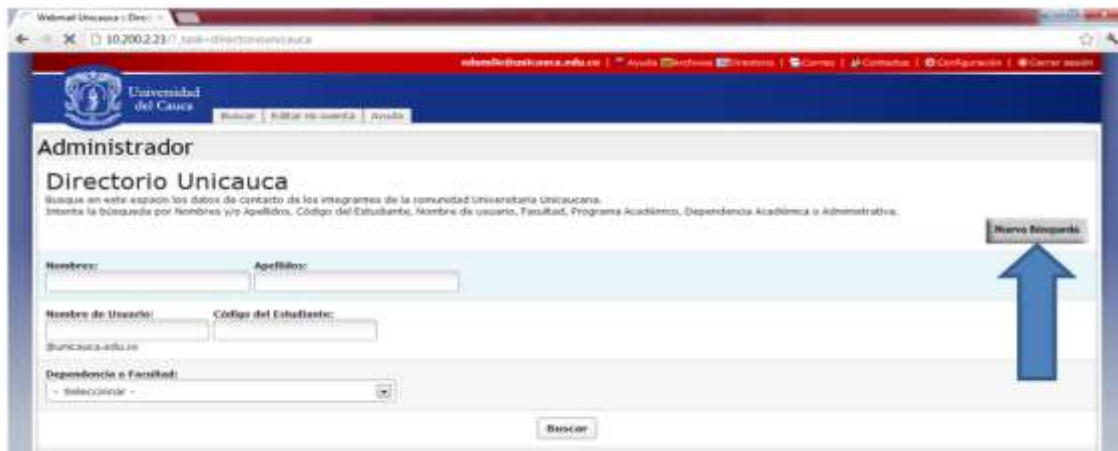 Webmail Unicauca :: Direc
10.200.2.23/?_task=directoriounicauca
Ayuda Archivos Directorio | Correo | Contactos | Configuración | Cerrar sesión
Universidad
del Cauca
Buscar | Editar mi cuenta | Ayuda
Administrador
Directorio Unicauca
Busque en este espacio los datos de contacto de los integrantes de la comunidad Universitaria Unicaucana.
Intente la búsqueda por Nombres y/o Apellidos, Código del Estudiante, Nombre de usuario, Facultad, Programa Académico, Dependencia Académica o Administrativa.
Nueva Búsqueda
Nombres: Apellidos:
Nombre de Usuario: Código del Estudiante:
@unicauca.edu.co
Dependencia o Facultad:
- Seleccionar -
Buscar